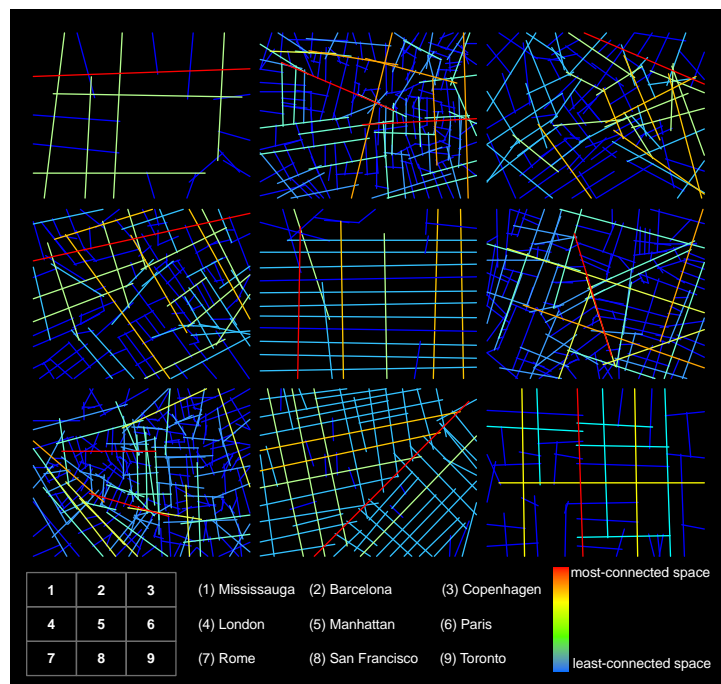 1 2 3
4 5 6
7 8 9
(1) Mississauga (2) Barcelona (3) Copenhagen
(4) London (5) Manhattan (6) Paris
(7) Rome (8) San Francisco (9) Toronto
most-connected space
least-connected space